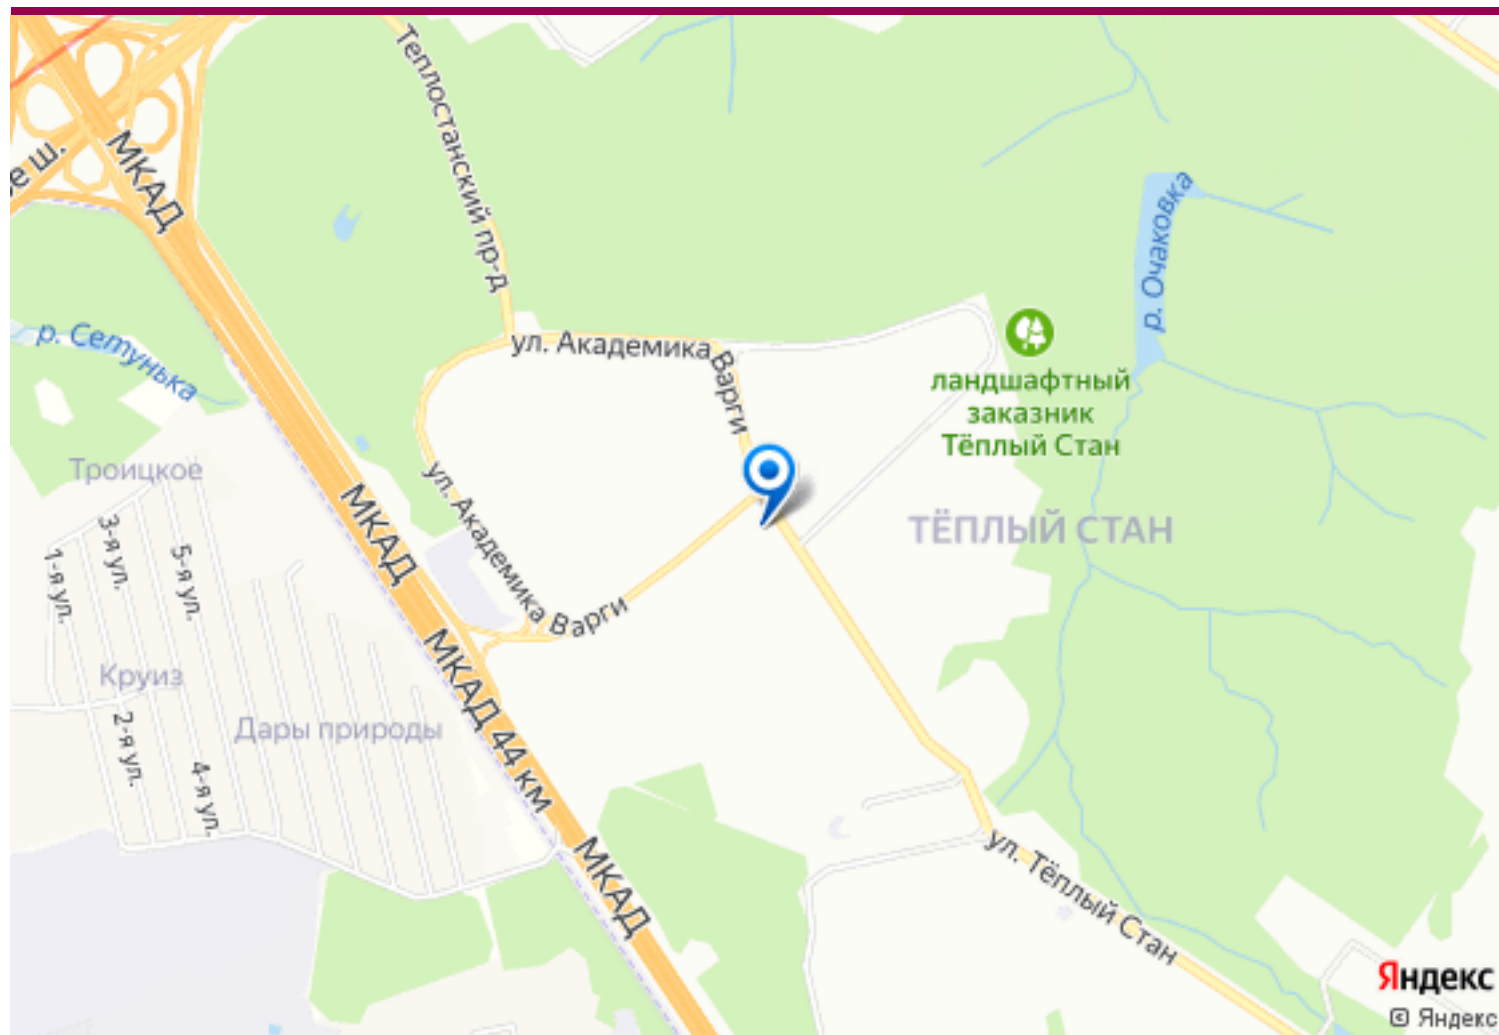 Теплостанский пр-д
МКАД
е ш.
р. Очаковка
р. Сетунька
ул. Академика Варги
ландшафтный
заказник
Тёплый Стан
Троицкое
ул. Академика Варги
МКАД
ТЁПЛЫЙ СТАН
3-я ул.
5-я ул.
1-я ул.
МКАД 44 км
Круиз
Дары природы
2-я ул.
4-я ул.
МКАД
ул. Тёплый Стан
Яндекс
© Яндекс